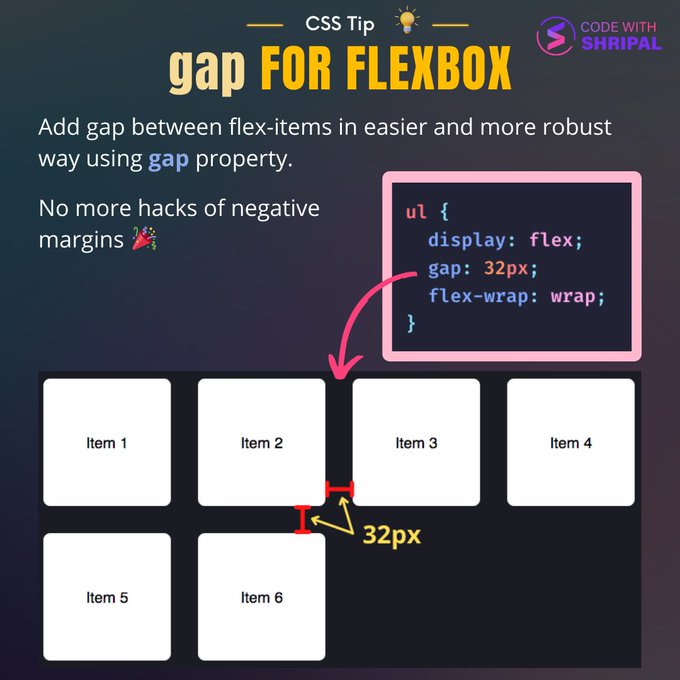 CSS Tip
CODE WITH
SHRIPAL
gap FOR FLEXBOX
Add gap between flex-items in easier and more robust
way using gap property.
No more hacks of negative
margins 🎉
ul {
display: flex;
gap: 32px;
flex-wrap: wrap;
}
Item 1
Item 2
Item 3
Item 4
32px
Item 5
Item 6